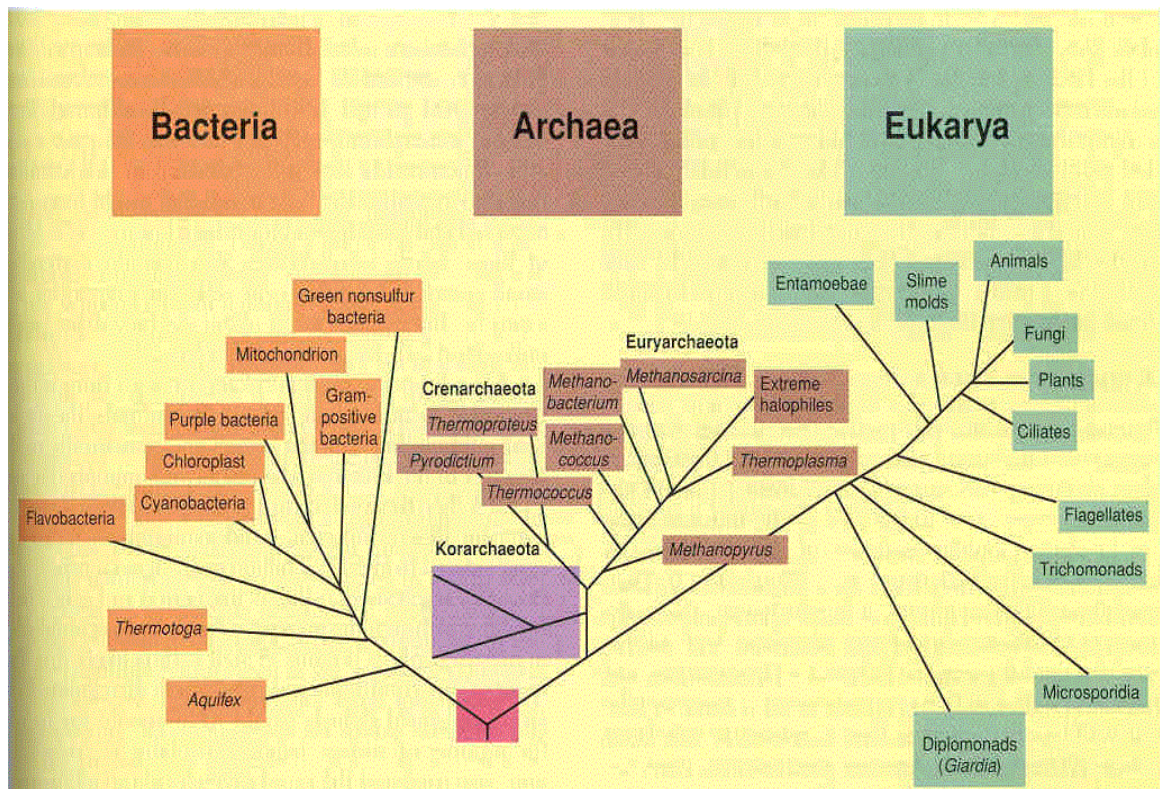 Bacteria
Archaea
Eukarya
Green nonsulfur
bacteria
Mitochondrion
Gram-
positive
bacteria
Purple bacteria
Chloroplast
Cyanobacteria
Flavobacteria
Thermotoga
Aquifex
Crenarchaeota
Thermoproteus
Pyrodictium
Korarchaeota
Euryarchaeota
Methano-
bacterium
Methanosarcina
Extreme
halophiles
Methano-
coccus
Thermococcus
Thermoplasma
Methanopyrus
Entamoebae
Slime
molds
Animals
Fungi
Plants
Ciliates
Flagellates
Trichomonads
Microsporidia
Diplomonads
(Giardia)